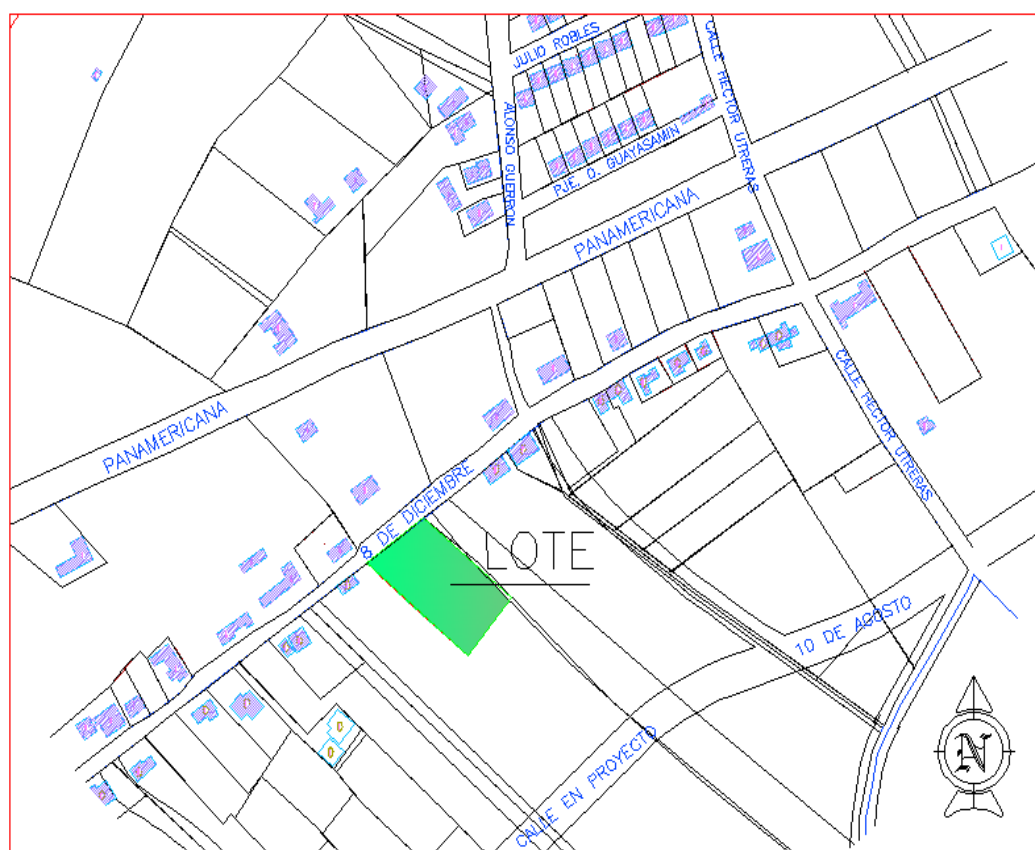 JULIO ROBLES
CALLE HECTOR UTRERAS
ALONSO GUERRON
PJE. O. GUAYASAMIN
PANAMERICANA
PANAMERICANA
CALLE HECTOR UTRERAS
8 DE DICIEMBRE
LOTE
10 DE AGOSTO
CALLE EN PROYECTO
N